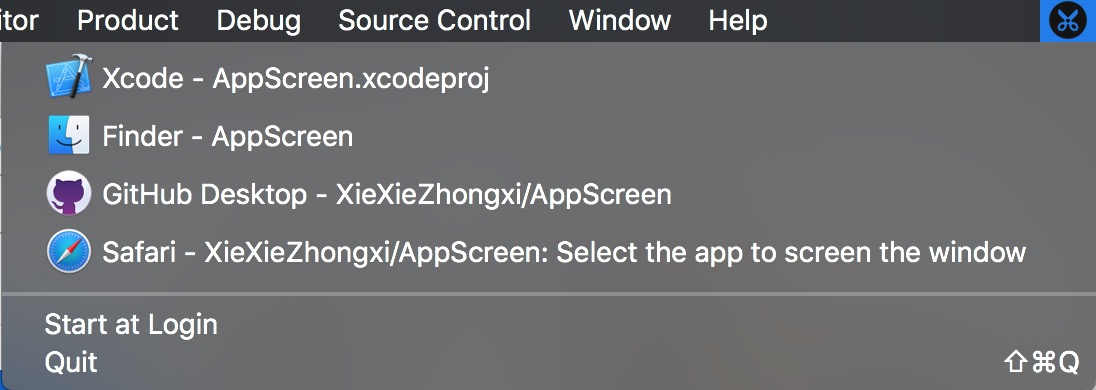 itor Product Debug Source Control Window Help
Xcode - AppScreen.xcodeproj
Finder - AppScreen
GitHub Desktop - XieXieZhongxi/AppScreen
Safari - XieXieZhongxi/AppScreen: Select the app to screen the window
Start at Login
Quit ⇧⌘Q